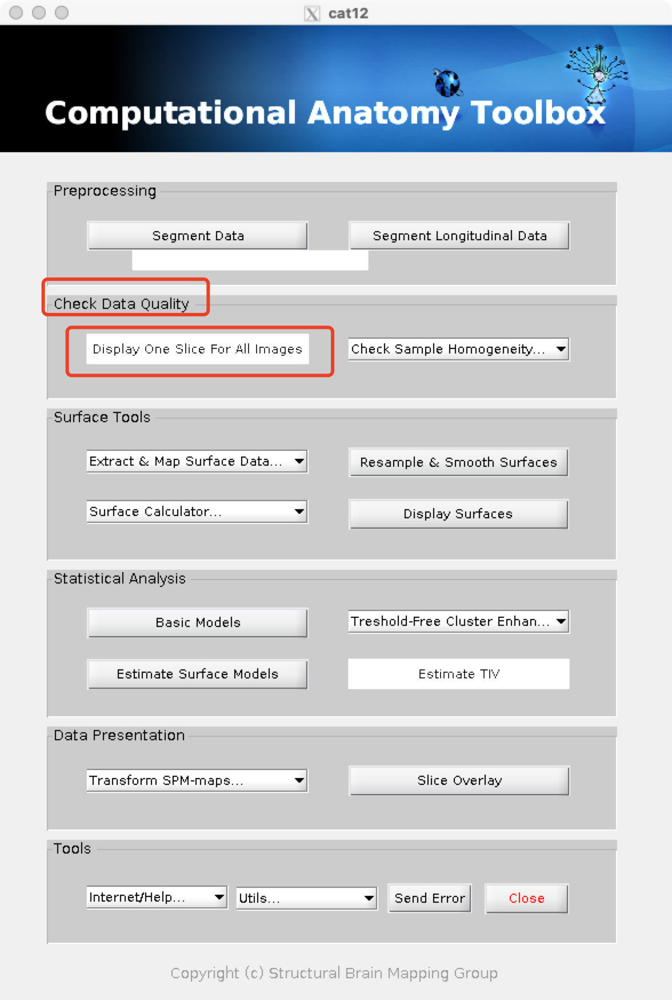 cat12
Computational Anatomy Toolbox
Preprocessing
Segment Data
Segment Longitudinal Data
Check Data Quality
Display One Slice For All Images
Check Sample Homogeneity...
Surface Tools
Extract & Map Surface Data...
Resample & Smooth Surfaces
Surface Calculator...
Display Surfaces
Statistical Analysis
Basic Models
Treshold-Free Cluster Enhan...
Estimate Surface Models
Estimate TIV
Data Presentation
Transform SPM-maps...
Slice Overlay
Tools
Internet/Help...
Utils...
Send Error
Close
Copyright (c) Structural Brain Mapping Group